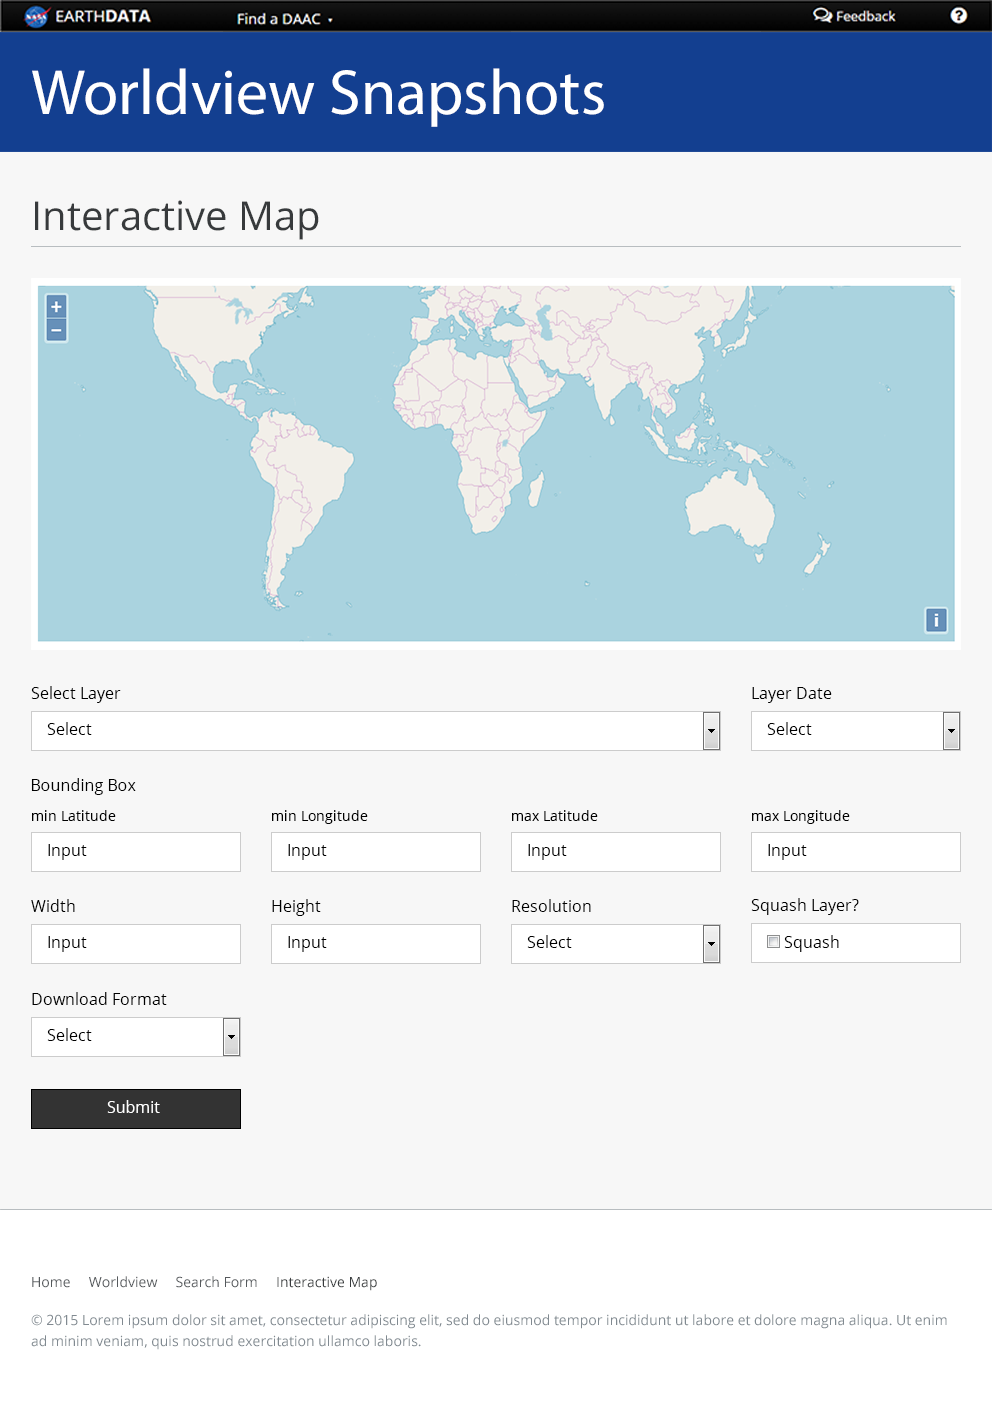 EARTHDATA Find a DAAC Feedback ?
Worldview Snapshots
Interactive Map
+
−
i
Select Layer Layer Date
Select Select
Bounding Box
min Latitude min Longitude max Latitude max Longitude
Input Input Input Input
Width Height Resolution Squash Layer?
Input Input Select Squash
Download Format
Select
Submit
Home Worldview Search Form Interactive Map
© 2015 Lorem ipsum dolor sit amet, consectetur adipiscing elit, sed do eiusmod tempor incididunt ut labore et dolore magna aliqua. Ut enim
ad minim veniam, quis nostrud exercitation ullamco laboris.